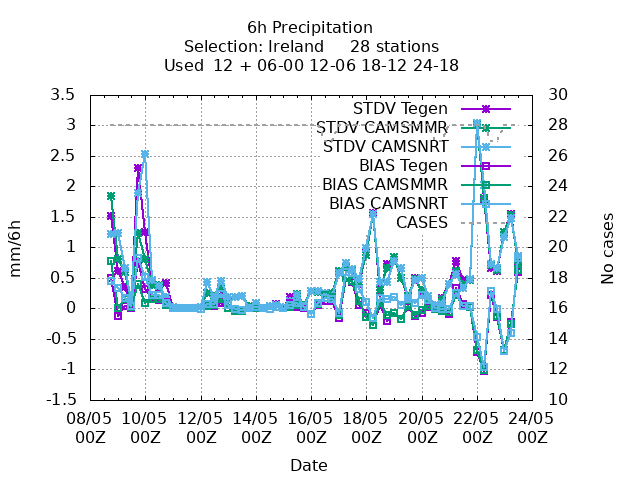 6h Precipitation
Selection: Ireland 28 stations
Used 12 + 06-00 12-06 18-12 24-18
3.5
3
2.5
2
1.5
1
0.5
0
-0.5
-1
-1.5
mm/6h
30
28
26
24
22
20
18
16
14
12
10
No cases
STDV Tegen
STDV CAMSMMR
STDV CAMSNRT
BIAS Tegen
BIAS CAMSMMR
BIAS CAMSNRT
CASES
08/05 10/05 12/05 14/05 16/05 18/05 20/05 22/05 24/05
00Z 00Z 00Z 00Z 00Z 00Z 00Z 00Z 00Z
Date